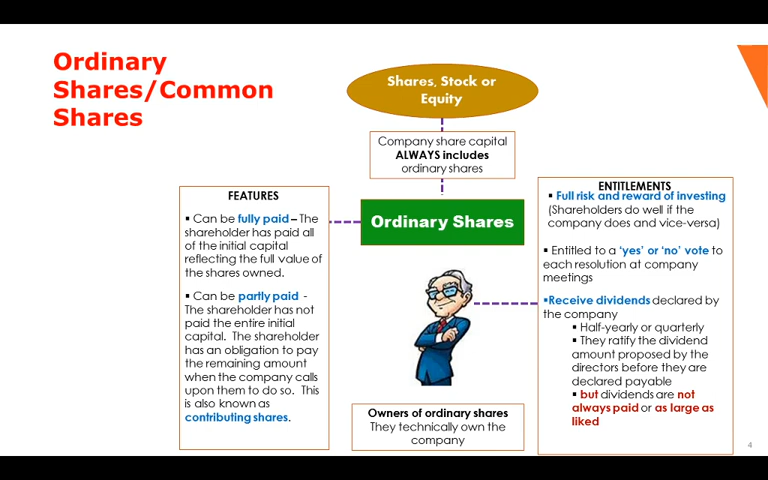 Ordinary
Shares/Common
Shares
Shares, Stock or
Equity
Company share capital
ALWAYS includes
ordinary shares
FEATURES
▪ Can be fully paid – The
shareholder has paid all
of the initial capital
reflecting the full value of
the shares owned.
▪ Can be partly paid -
The shareholder has not
paid the entire initial
capital. The shareholder
has an obligation to pay
the remaining amount
when the company calls
upon them to do so. This
is also known as
contributing shares.
Ordinary Shares
Owners of ordinary shares
They technically own the
company
ENTITLEMENTS
▪ Full risk and reward of investing
(Shareholders do well if the
company does and vice-versa)
▪ Entitled to a ‘yes’ or ‘no’ vote to
each resolution at company
meetings
▪Receive dividends declared by
the company
▪ Half-yearly or quarterly
▪ They ratify the dividend
amount proposed by the
directors before they are
declared payable
▪ but dividends are not
always paid or as large as
liked
4